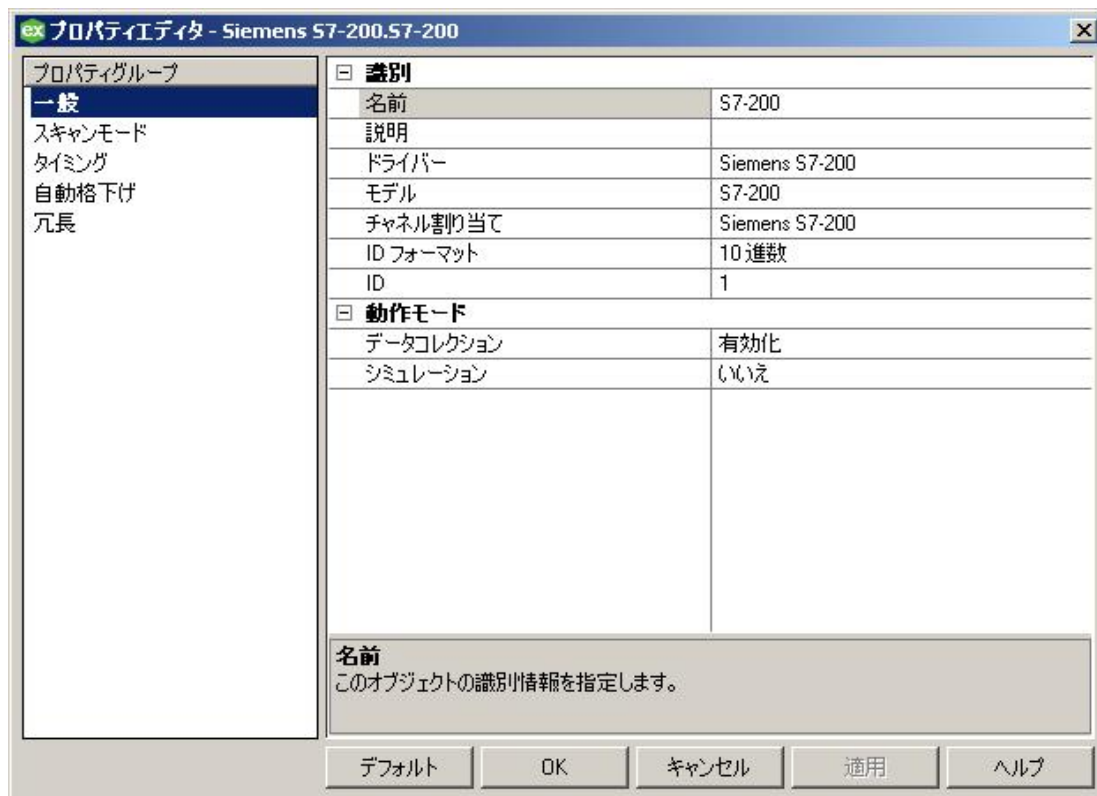 ex プロパティエディタ - Siemens S7-200.S7-200
プロパティグループ
一般
スキャンモード
タイミング
自動格下げ
冗長
識別
名前 S7-200
説明
ドライバー Siemens S7-200
モデル S7-200
チャネル割り当て Siemens S7-200
ID フォーマット 10 進数
ID 1
動作モード
データコレクション 有効化
シミュレーション いいえ
名前
このオブジェクトの識別情報を指定します。
デフォルト OK キャンセル 適用 ヘルプ